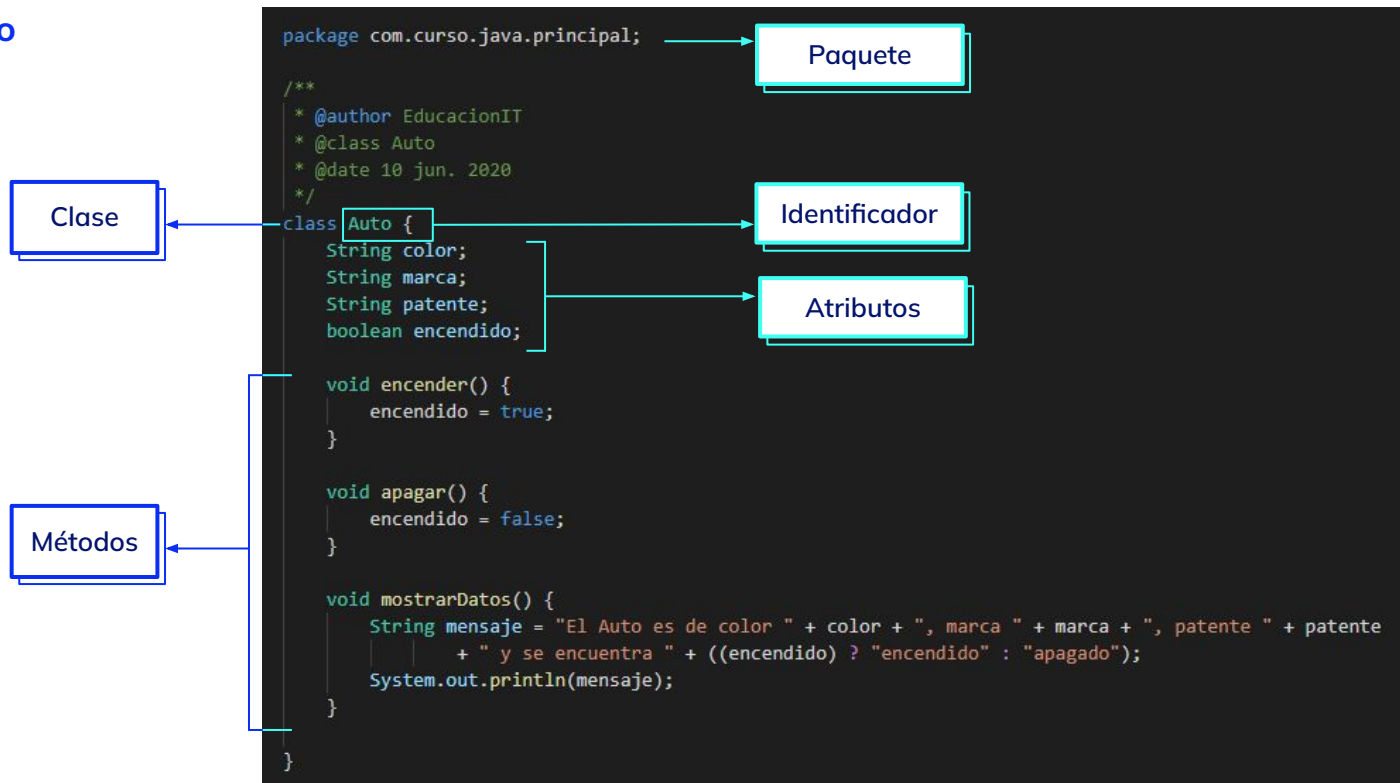 o
package com.curso.java.principal;
Paquete
/**
* @author EducacionIT
* @class Auto
* @date 10 jun. 2020
*/
Clase
class Auto {
Identificador
String color;
String marca;
String patente;
boolean encendido;
Atributos
void encender() {
encendido = true;
}
void apagar() {
encendido = false;
}
Métodos
void mostrarDatos() {
String mensaje = "El Auto es de color " + color + ", marca " + marca + ", patente " + patente
+ " y se encuentra " + ((encendido) ? "encendido" : "apagado");
System.out.println(mensaje);
}
}